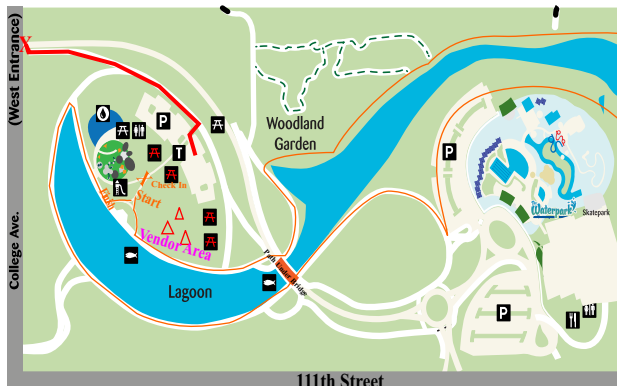 X
(West Entrance)
College Ave.
P
T
Check In
Start
Vendor Area
Lagoon
Path Under Bridge
Woodland
Garden
P
Waterpark
Skatepark
P
111th Street